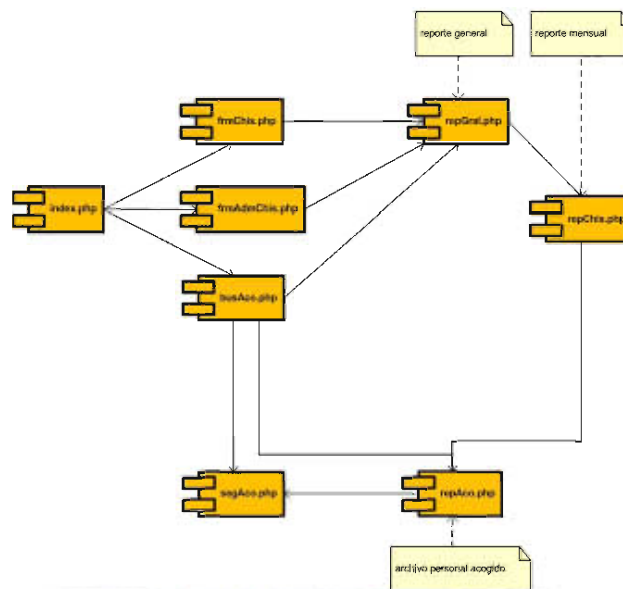 reporte general
reporte mensual
frmChis.php
repGral.php
index.php
frmAdmChis.php
repChis.php
busAco.php
segAco.php
repAco.php
archivo personal acogido